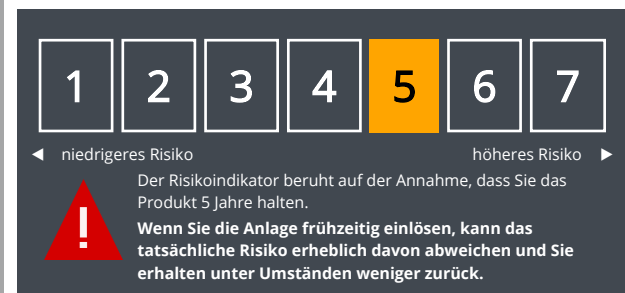 1 2 3 4 5 6 7
◄ niedrigeres Risiko höheres Risiko ►
Der Risikoindikator beruht auf der Annahme, dass Sie das
Produkt 5 Jahre halten.
Wenn Sie die Anlage frühzeitig einlösen, kann das
tatsächliche Risiko erheblich davon abweichen und Sie
erhalten unter Umständen weniger zurück.
!